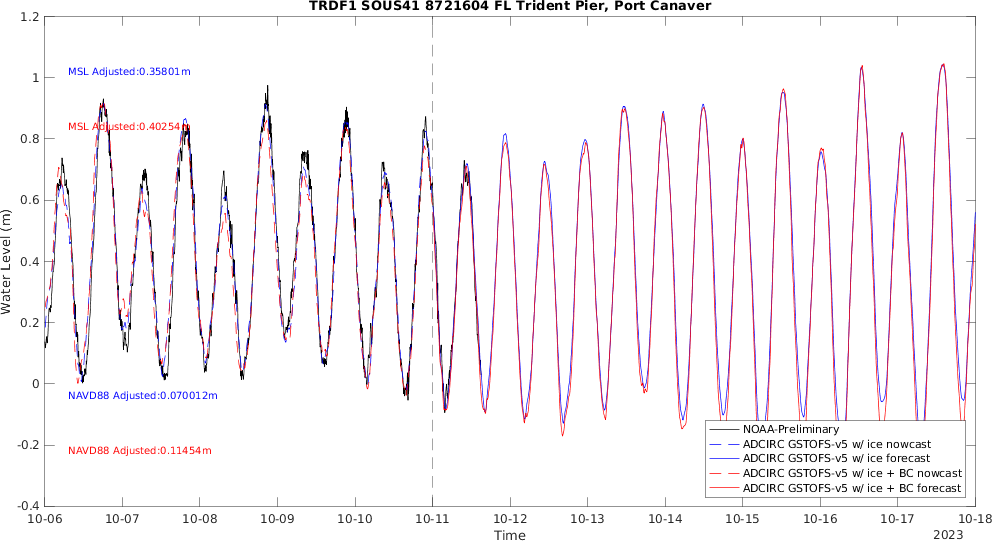 TRDF1 SOUS41 8721604 FL Trident Pier, Port Canaver
1.2
1
0.8
0.6
0.4
0.2
0
-0.2
-0.4
Water Level (m)
MSL Adjusted:0.35801m
MSL Adjusted:0.40254m
NAVD88 Adjusted:0.070012m
NAVD88 Adjusted:0.11454m
NOAA-Preliminary
ADCIRC GSTOFS-v5 w/ ice nowcast
ADCIRC GSTOFS-v5 w/ ice forecast
ADCIRC GSTOFS-v5 w/ ice + BC nowcast
ADCIRC GSTOFS-v5 w/ ice + BC forecast
10-06 10-07 10-08 10-09 10-10 10-11 10-12 10-13 10-14 10-15 10-16 10-17 10-18
Time
2023